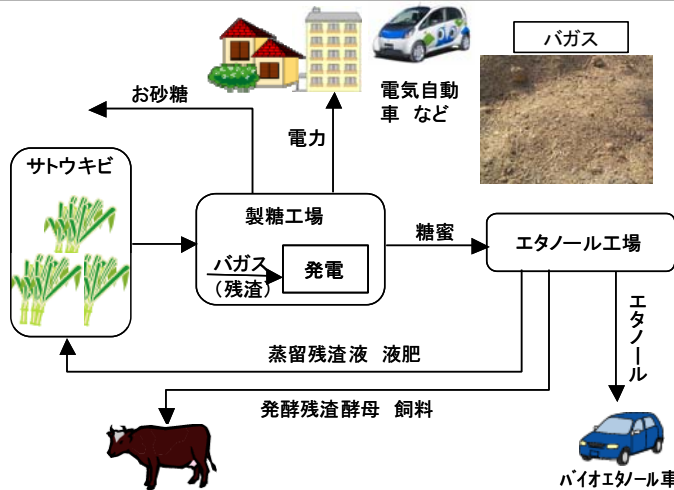 バガス
電気自動
車 など
お砂糖
電力
サトウキビ
製糖工場
バガス
(残渣)
発電
糖蜜
エタノール工場
エタノール
蒸留残渣液 液肥
発酵残渣酵母 飼料
バイオエタノール車